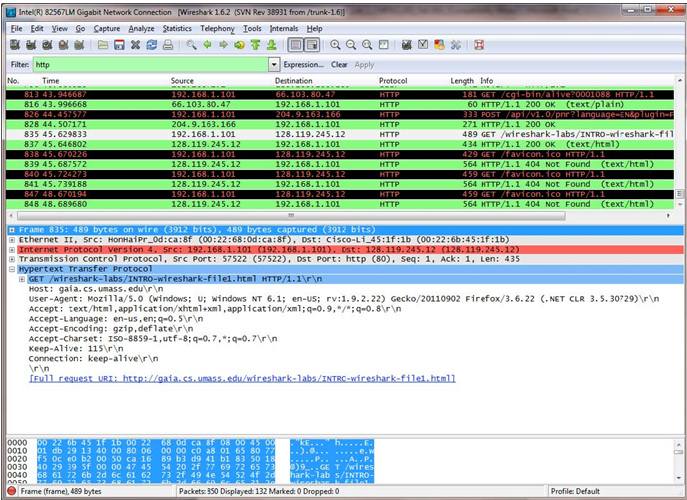 Intel(R) 82567LM Gigabit Network Connection [Wireshark 1.6.2 (SVN Rev 38931 from /trunk-1.6)]
File Edit View Go Capture Analyze Statistics Telephony Tools Internals Help
Filter: http Expression... Clear Apply
No. Time Source Destination Protocol Length Info
813 43.946687 192.168.1.101 66.103.80.47 HTTP 181 GET /cgi-bin/alive?0001088 HTTP/1.1
816 43.996668 66.103.80.47 192.168.1.101 HTTP 60 HTTP/1.1 200 OK (text/plain)
826 44.457577 192.168.1.101 204.9.163.166 HTTP 333 POST /api/v1.0/pnr?language=EN&plugin=F
828 44.507171 204.9.163.166 192.168.1.101 HTTP 271 HTTP/1.1 200 OK
835 45.629833 192.168.1.101 128.119.245.12 HTTP 489 GET /wireshark-labs/INTRO-wireshark-fil
837 45.646802 128.119.245.12 192.168.1.101 HTTP 434 HTTP/1.1 200 OK (text/html)
838 45.670226 192.168.1.101 128.119.245.12 HTTP 429 GET /favicon.ico HTTP/1.1
839 45.687572 128.119.245.12 192.168.1.101 HTTP 564 HTTP/1.1 404 Not Found (text/html)
840 45.724273 192.168.1.101 128.119.245.12 HTTP 459 GET /favicon.ico HTTP/1.1
841 45.739188 128.119.245.12 192.168.1.101 HTTP 564 HTTP/1.1 404 Not Found (text/html)
847 48.670194 192.168.1.101 128.119.245.12 HTTP 459 GET /favicon.ico HTTP/1.1
848 48.689680 128.119.245.12 192.168.1.101 HTTP 564 HTTP/1.1 404 Not Found (text/html)
Frame 835: 489 bytes on wire (3912 bits), 489 bytes captured (3912 bits)
Ethernet II, Src: HonHaiPr_0d:ca:8f (00:22:68:0d:ca:8f), Dst: Cisco-Li_45:1f:1b (00:22:6b:45:1f:1b)
Internet Protocol Version 4, Src: 192.168.1.101 (192.168.1.101), Dst: 128.119.245.12 (128.119.245.12)
Transmission Control Protocol, Src Port: 57522 (57522), Dst Port: http (80), Seq: 1, Ack: 1, Len: 435
Hypertext Transfer Protocol
GET /wireshark-labs/INTRO-wireshark-file1.html HTTP/1.1\r\n
Host: gaia.cs.umass.edu\r\n
User-Agent: Mozilla/5.0 (Windows; U; Windows NT 6.1; en-US; rv:1.9.2.22) Gecko/20110902 Firefox/3.6.22 (.NET CLR 3.5.30729)\r\n
Accept: text/html,application/xhtml+xml,application/xml;q=0.9,*/*;q=0.8\r\n
Accept-Language: en-us,en;q=0.5\r\n
Accept-Encoding: gzip,deflate\r\n
Accept-Charset: ISO-8859-1,utf-8;q=0.7,*;q=0.7\r\n
Keep-Alive: 115\r\n
Connection: keep-alive\r\n
\r\n
[Full request URI: http://gaia.cs.umass.edu/wireshark-labs/INTRO-wireshark-file1.html]
0000 00 22 6b 45 1f 1b 00 22 68 0d ca 8f 08 00 45 00 ."kE..." h.....E.
0010 01 db 29 13 40 00 80 06 00 00 c0 a8 01 65 80 77 ..).@... .....e.w
0020 f5 0c e0 b2 00 50 ca 16 89 b3 d9 41 b1 83 50 18 .....P.. ...A..P.
0030 40 29 39 5f 00 00 47 45 54 20 2f 77 69 72 65 73 @)9_..GE T /wires
0040 68 61 72 6b 2d 6c 61 62 73 2f 49 4e 54 52 4f 2d hark-lab s/INTRO-
Frame (frame), 489 bytes Packets: 850 Displayed: 132 Marked: 0 Dropped: 0 Profile: Default